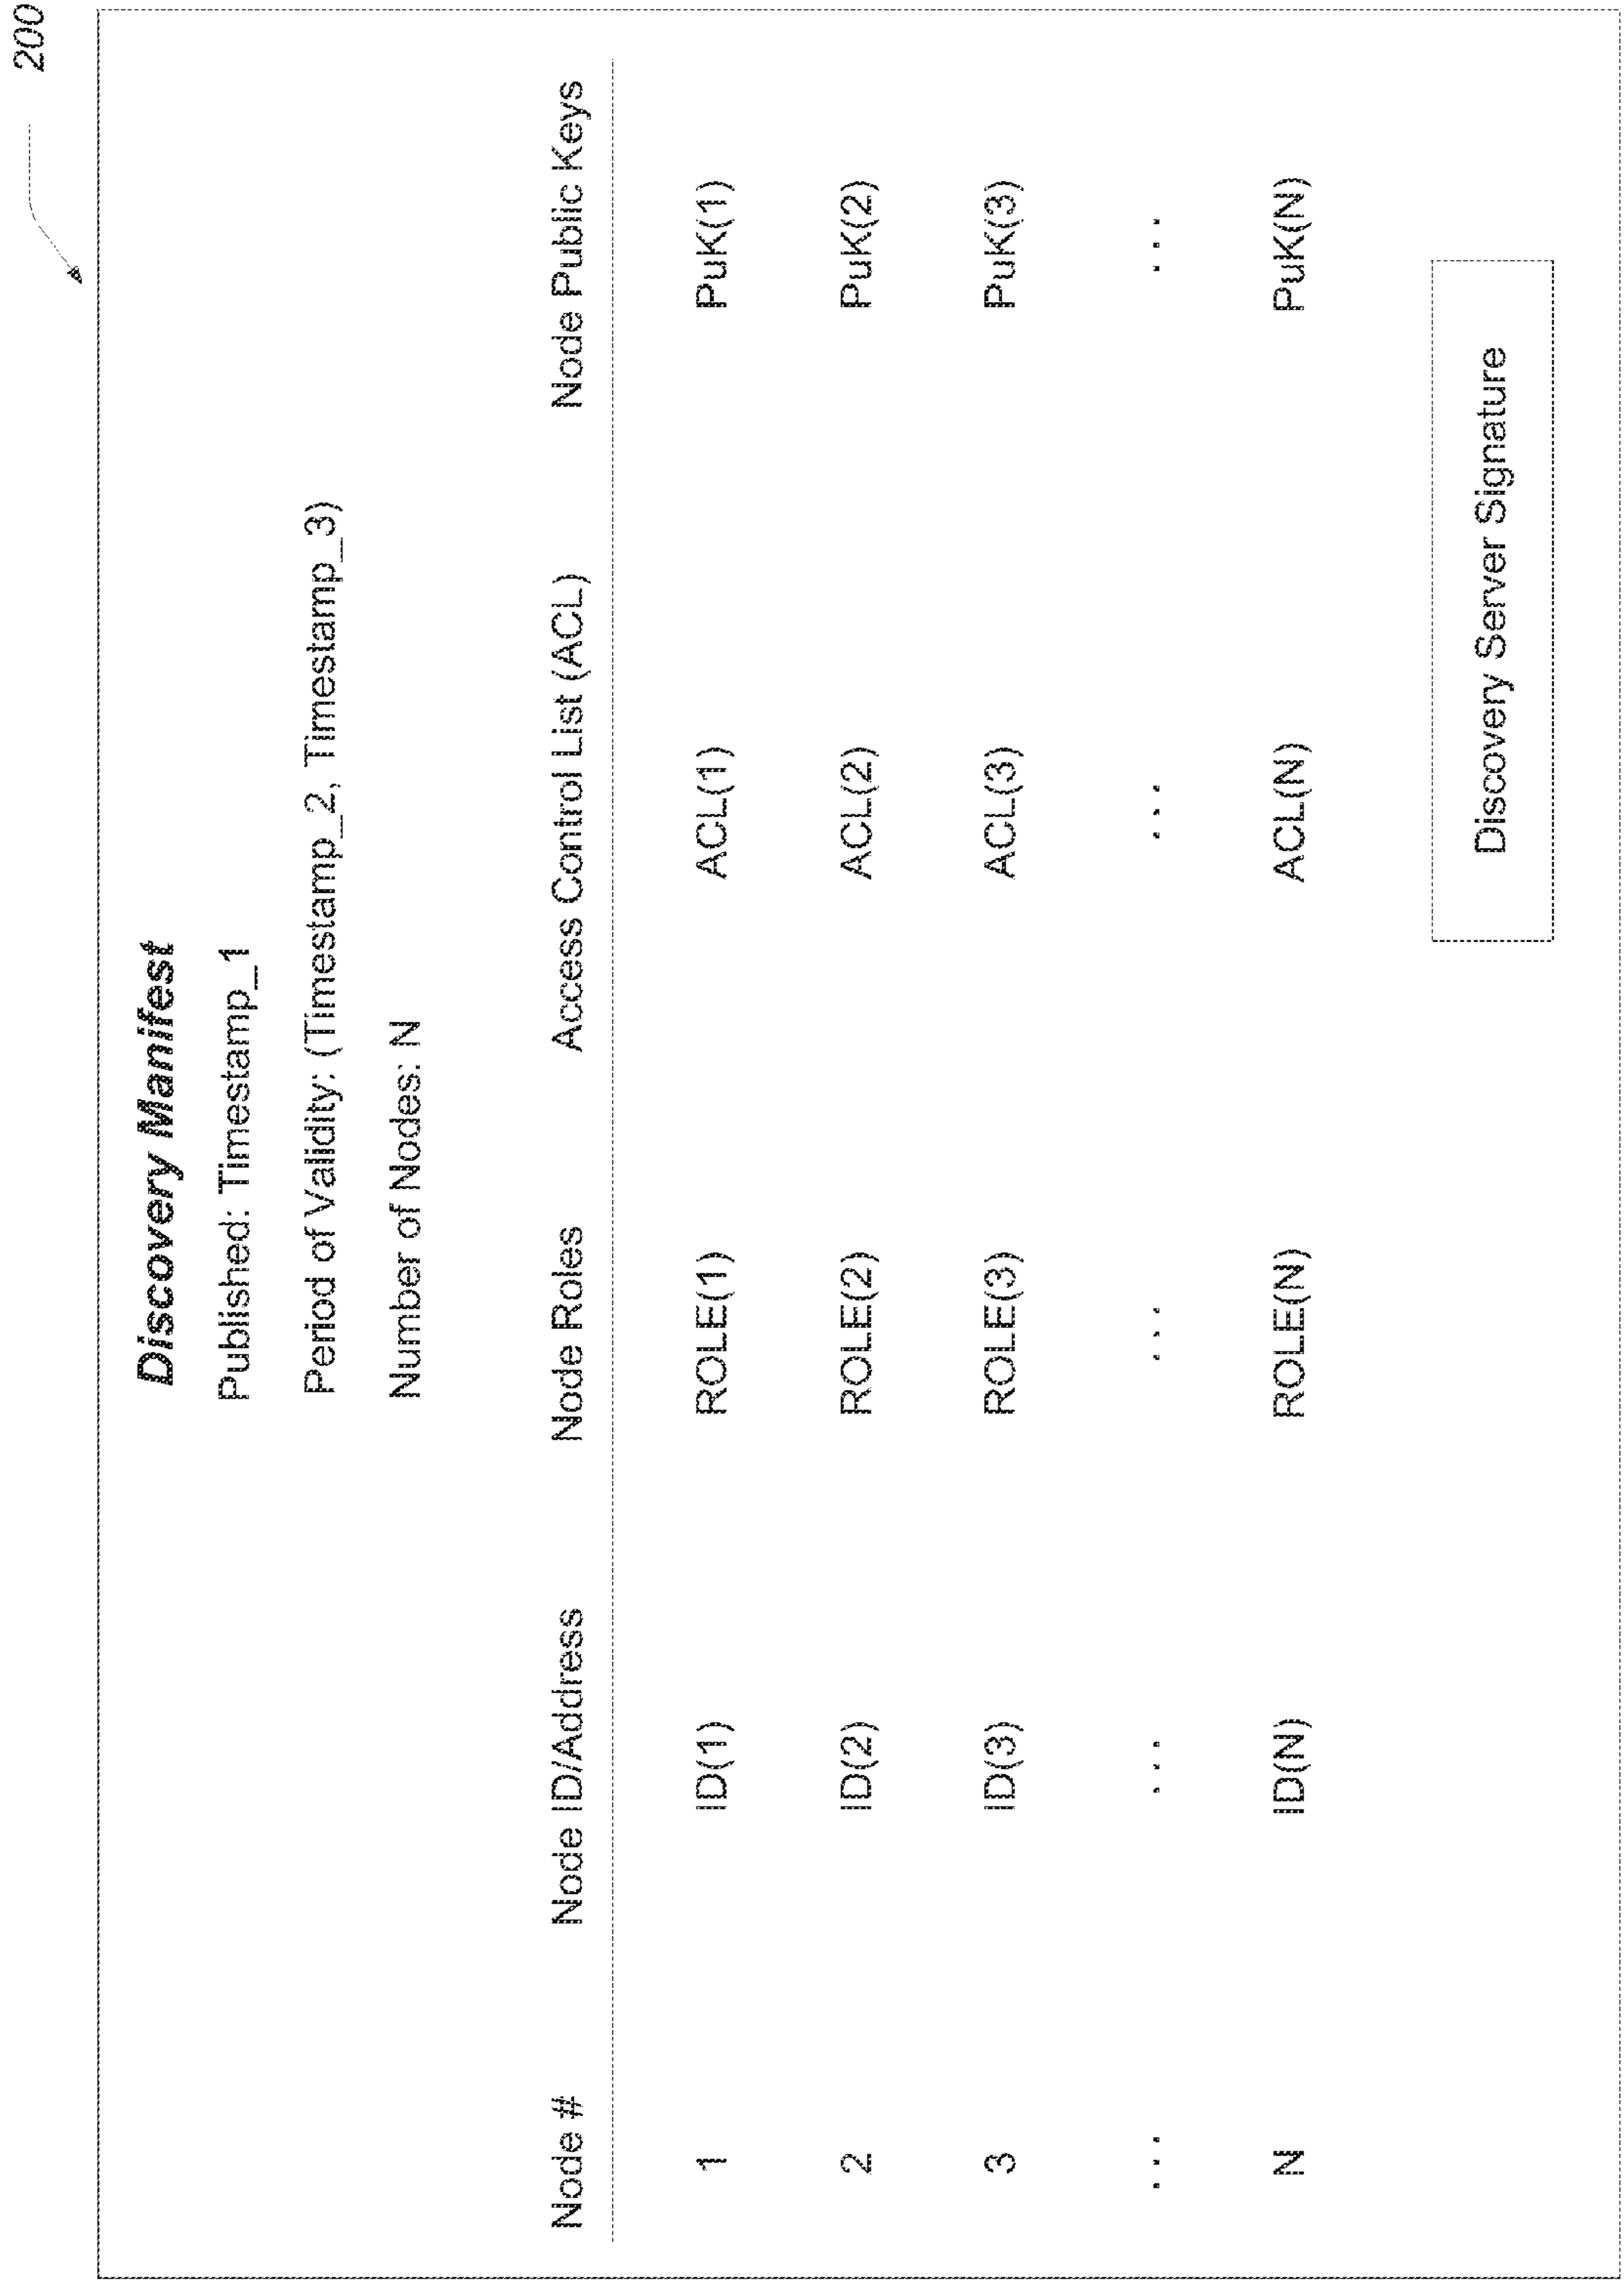 200
Discovery Manifest
Published: Timestamp_1
Period of Validity: (Timestamp_2, Timestamp_3)
Number of Nodes: N
Node # Node ID/Address Node Roles Access Control List (ACL) Node Public Keys
1 ID(1) ROLE(1) ACL(1) PuK(1)
2 ID(2) ROLE(2) ACL(2) PuK(2)
3 ID(3) ROLE(3) ACL(3) PuK(3)
... ... ... ... ...
N ID(N) ROLE(N) ACL(N) PuK(N)
Discovery Server Signature